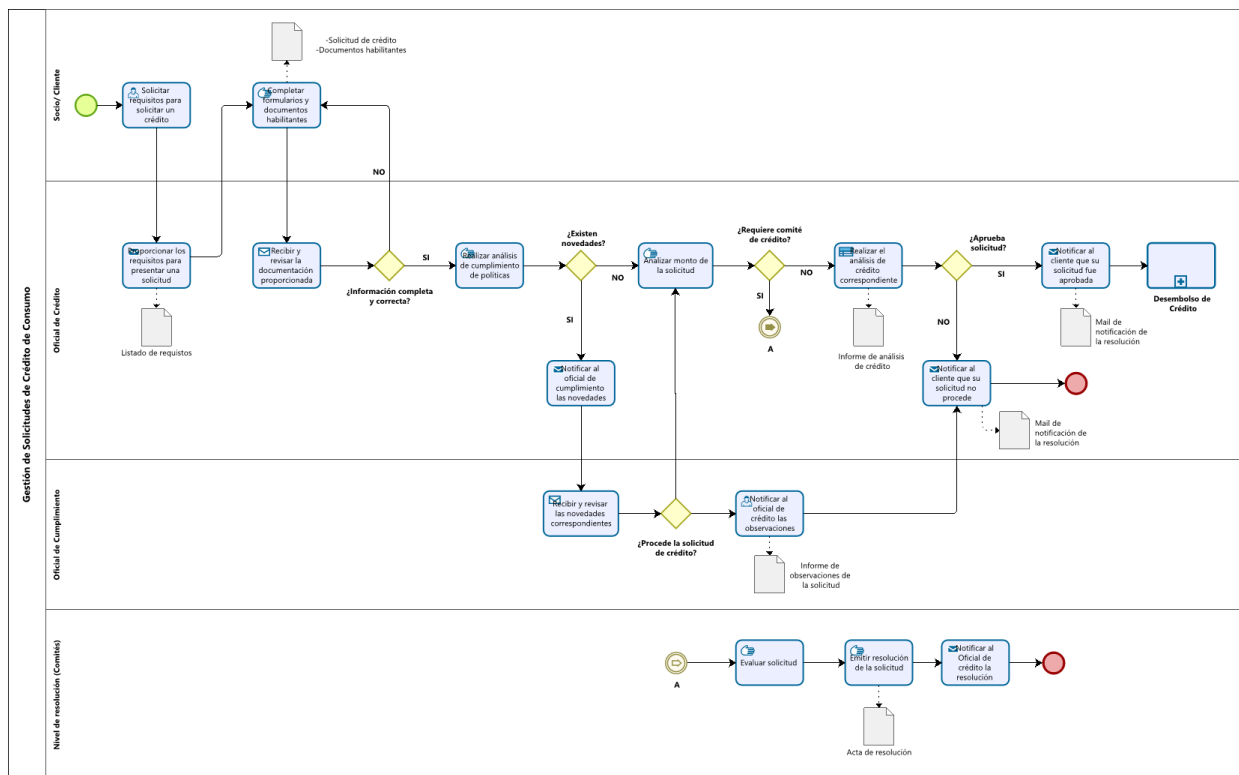 Gestión de Solicitudes de Crédito de Consumo
Socio/ Cliente
Solicitar
requisitos para
solicitar un
crédito
Completar
formularios y
documentos
habilitantes
-Solicitud de crédito
-Documentos habilitantes
NO
Oficial de Crédito
Proporcionar los
requisitos para
presentar una
solicitud
Listado de requistos
Recibir y
revisar la
documentación
proporcionada
¿Información completa
y correcta?
SI
Realizar análisis
de cumplimiento
de políticas
¿Existen
novedades?
NO
SI
Notificar al
oficial de
cumplimiento
las novedades
Analizar monto de
la solicitud
¿Requiere comité
de crédito?
NO
SI
A
Realizar el
análisis de
crédito
correspondiente
Informe de análisis
de crédito
¿Aprueba
solicitud?
SI
NO
Notificar al
cliente que su
solicitud fue
aprobada
Mail de
notificación de
la resolución
Desembolso de
Crédito
Notificar al
cliente que su
solicitud no
procede
Mail de
notificación de
la resolución
Oficial de Cumplimiento
Recibir y revisar
las novedades
correspondientes
¿Procede la solicitud
de crédito?
Notificar al
oficial de
crédito las
observaciones
Informe de
observaciones de
la solicitud
Nivel de resolución (Comités)
A
Evaluar solicitud
Emitir resolución
de la solicitud
Acta de resolución
Notificar al
Oficial de
crédito la
resolución